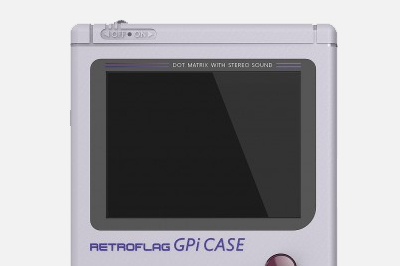 OFF ON
DOT MATRIX WITH STEREO SOUND
RETROFLAG GPi CASE